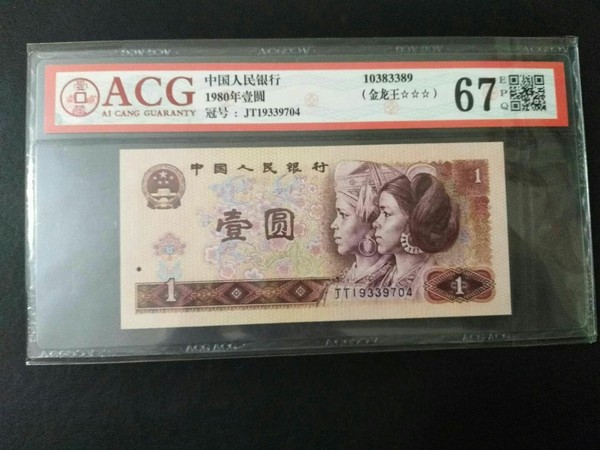 ACG
AI CANG GUARANTY
中国人民银行
1980年壹圆
冠号：JT19339704
10383389
（金龙王☆☆☆）
67
EPQ
中国人民银行
壹圆
1
1
JT19339704
1